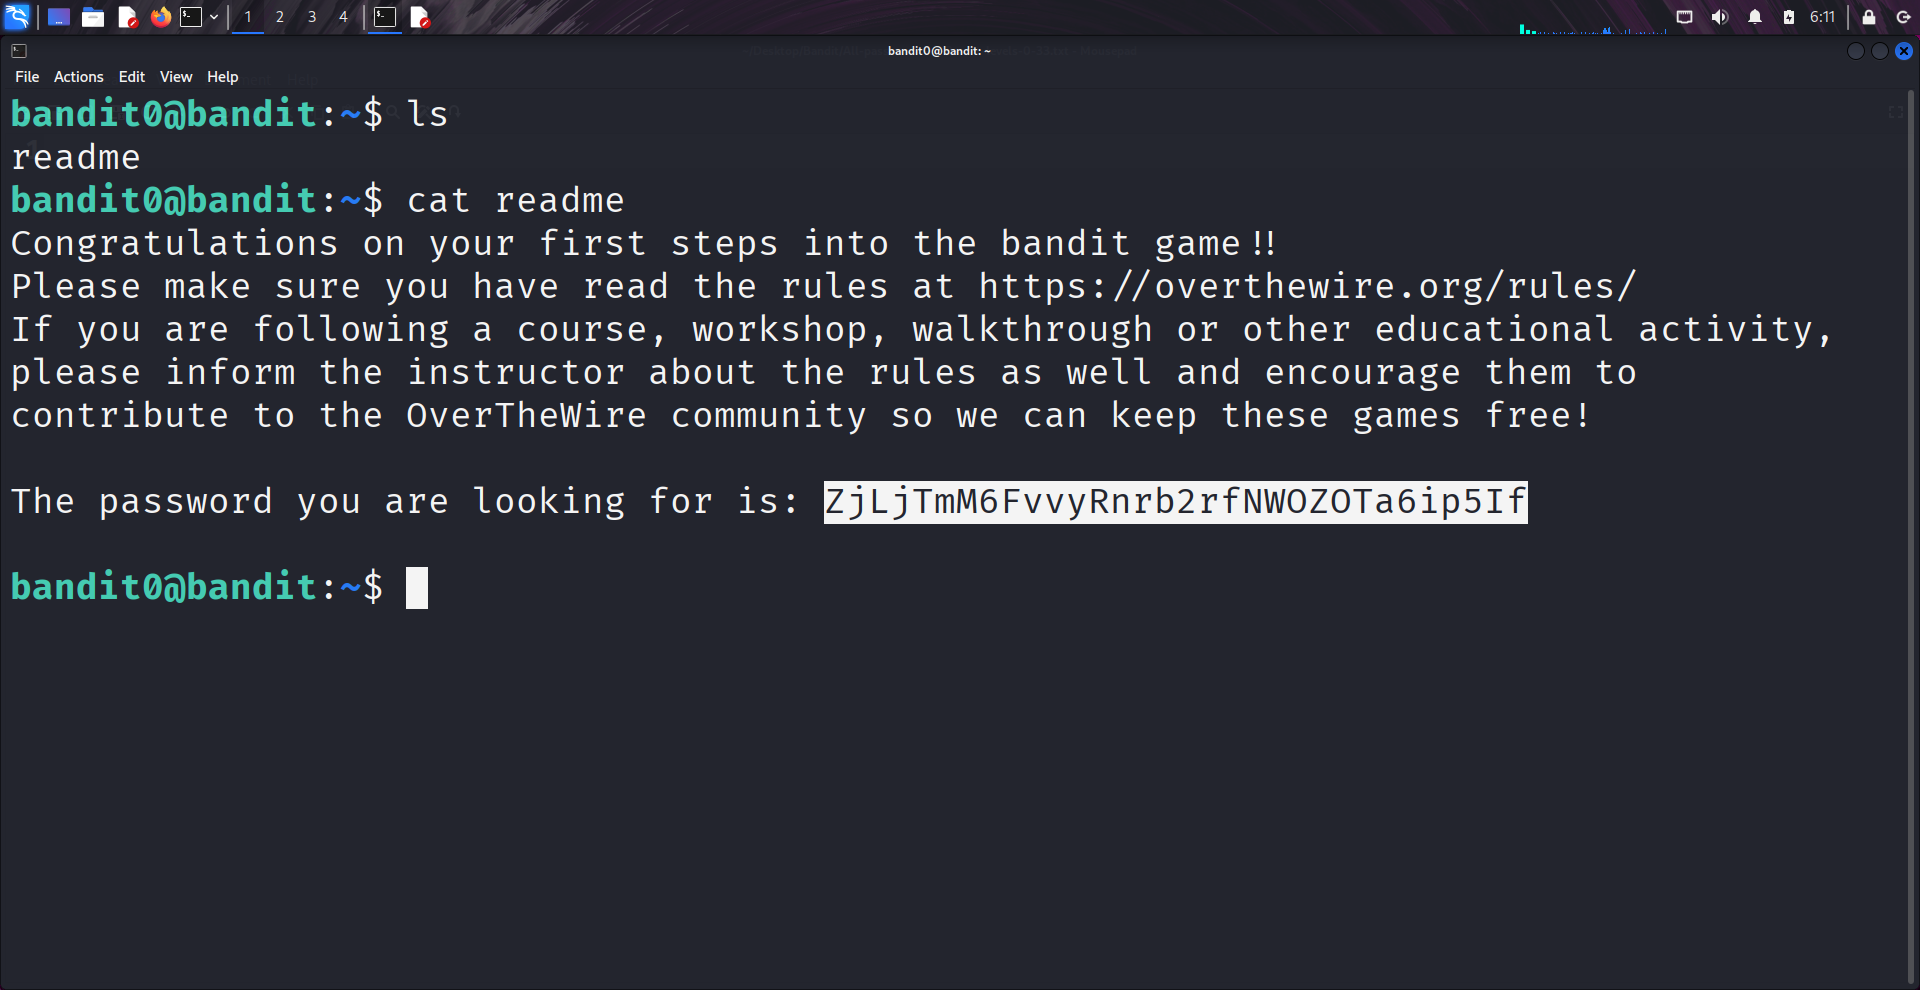 1 2 3 4 6:11
bandit0@bandit: ~
File Actions Edit View Help
bandit0@bandit:~$ ls
readme
bandit0@bandit:~$ cat readme
Congratulations on your first steps into the bandit game!!
Please make sure you have read the rules at https://overthewire.org/rules/
If you are following a course, workshop, walkthrough or other educational activity,
please inform the instructor about the rules as well and encourage them to
contribute to the OverTheWire community so we can keep these games free!
The password you are looking for is: ZjLjTmM6FvvyRnrb2rfNWOZOTa6ip5If
bandit0@bandit:~$